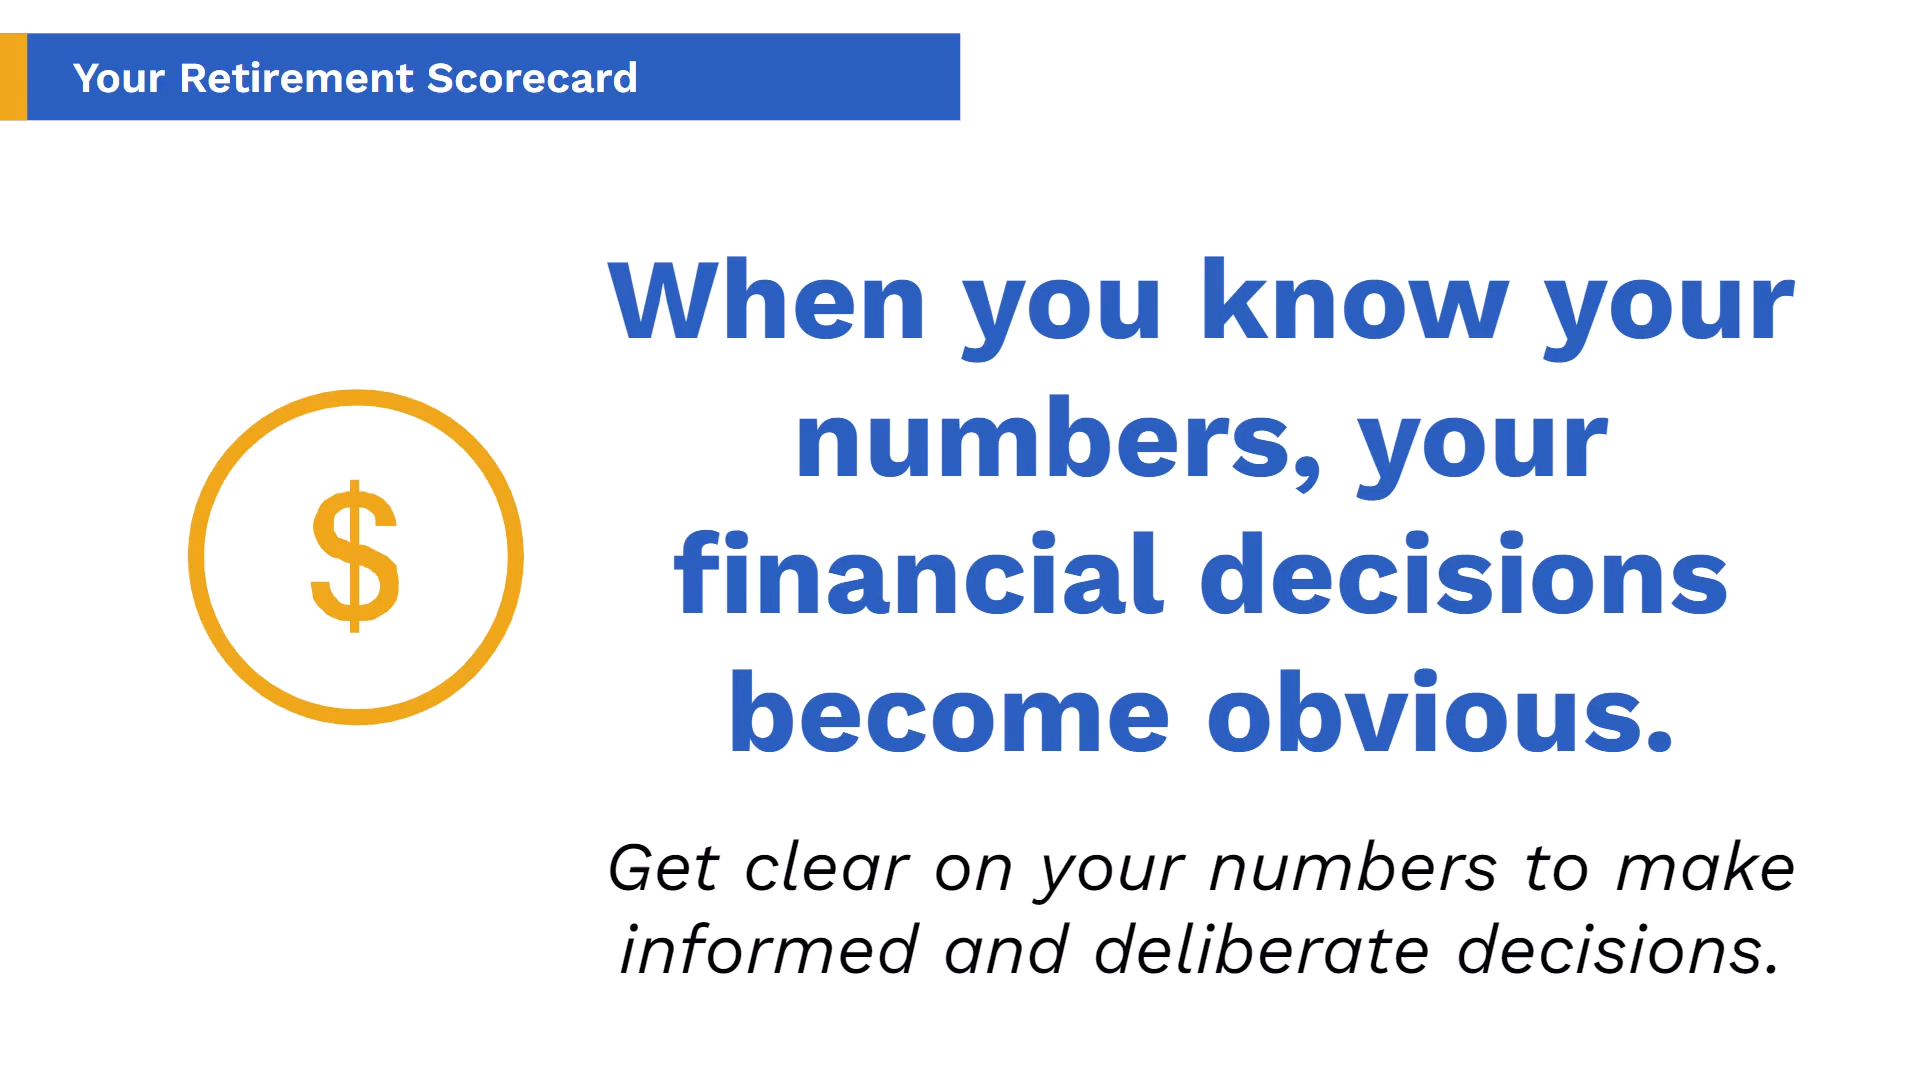 Your Retirement Scorecard
$
When you know your
numbers, your
financial decisions
become obvious.
Get clear on your numbers to make
informed and deliberate decisions.